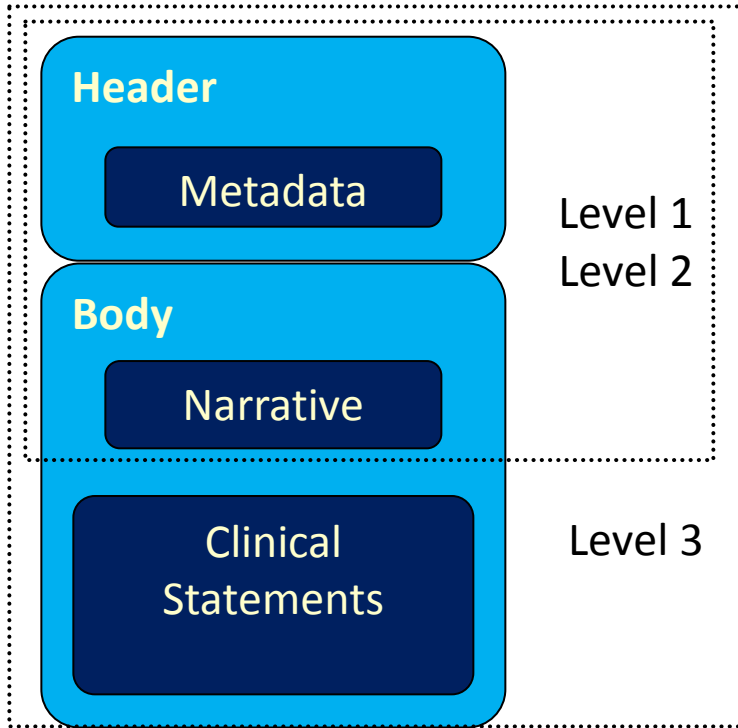 Header
Metadata
Level 1
Level 2
Body
Narrative
Clinical
Statements
Level 3